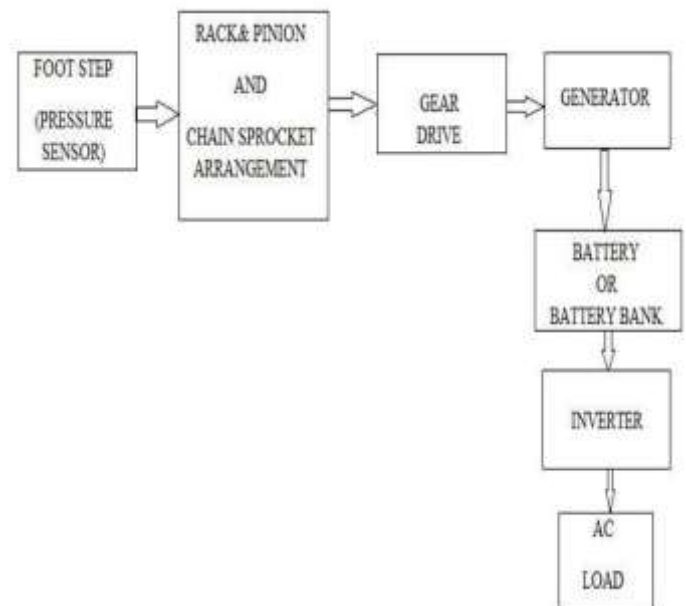 FOOT STEP
(PRESSURE
SENSOR)
RACK& PINION
AND
CHAIN SPROCKET
ARRANGEMENT
GEAR
DRIVE
GENERATOR
BATTERY
OR
BATTERY BANK
INVERTER
AC
LOAD